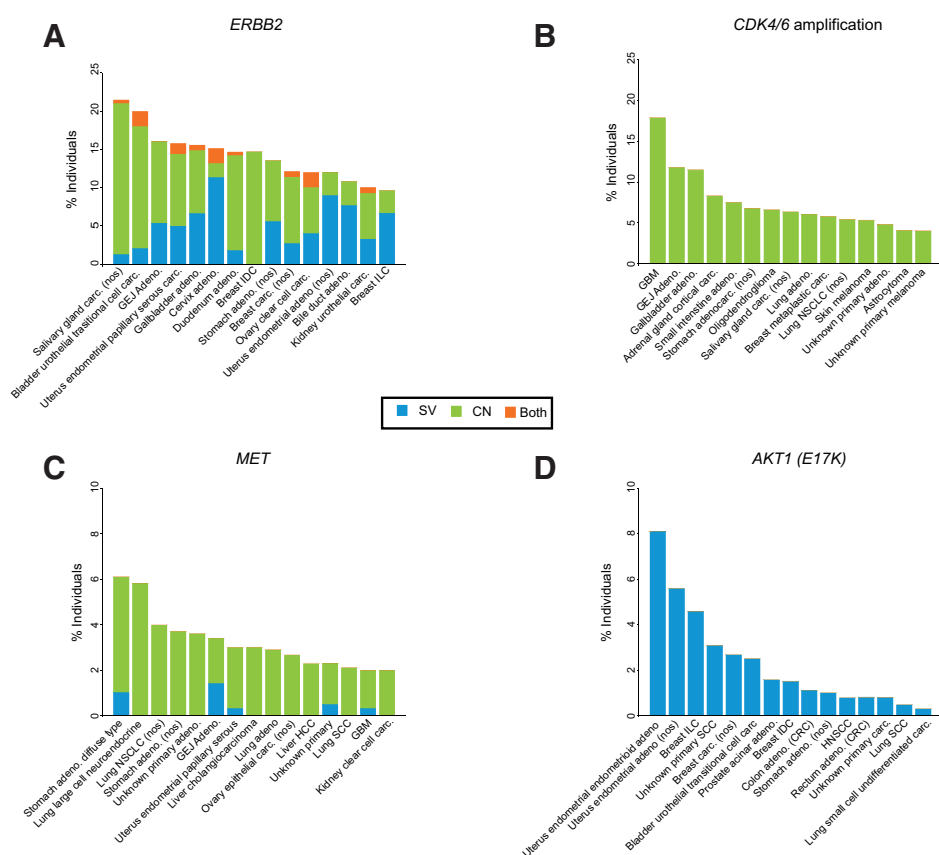 A
ERBB2
% Individuals
0
5
10
15
20
25
Salivary gland carc. (nos)
Bladder urothelial trasitional cell carc.
GEJ Adeno.
Uterus endometrial papillary serous carc.
Gallbladder adeno.
Cervix adeno.
Duodenum adeno.
Breast IDC
Stomach adeno. (nos)
Breast carc. (nos)
Ovary clear cell carc.
Uterus endometrial adeno (nos)
Bile duct adeno.
Kidney urothelial carc.
Breast ILC
B
CDK4/6 amplification
% Individuals
0
5
10
15
20
25
GBM
GEJ Adeno.
Gallbladder adeno.
Adrenal gland cortical carc.
Small intestine adeno.
Stomach adenocarc. (nos)
Oligodendroglioma
Salivary gland carc. (nos)
Lung adeno.
Breast metaplastic carc.
Lung NSCLC (nos)
Skin melanoma
Unknown primary adeno.
Astrocytoma
Unknown primary melanoma
SV CN Both
C
MET
% Individuals
0
2
4
6
8
10
Stomach adeno. diffuse type
Lung large cell neuroendocrine
Lung NSCLC (nos)
Stomach adeno. (nos)
Unknown primary adeno.
GEJ Adeno.
Uterus endometrial papillary serous
Liver cholangiocarcinoma
Lung adeno
Ovary epithelial carc. (nos)
Liver HCC
Unknown primary
Lung SCC
GBM
Kidney clear cell carc.
D
AKT1 (E17K)
% Individuals
0
2
4
6
8
10
Uterus endometrial endometrioid adeno
Uterus endometrial adeno (nos)
Breast ILC
Unknown primary SCC
Breast carc. (nos)
Bladder urothelial transitional cell carc
Prostate acinar adeno.
Breast IDC
Colon adeno. (CRC)
Stomach adeno. (nos)
HNSCC
Rectum adeno. (CRC)
Unknown primary carc.
Lung SCC
Lung small cell undifferentiated carc.